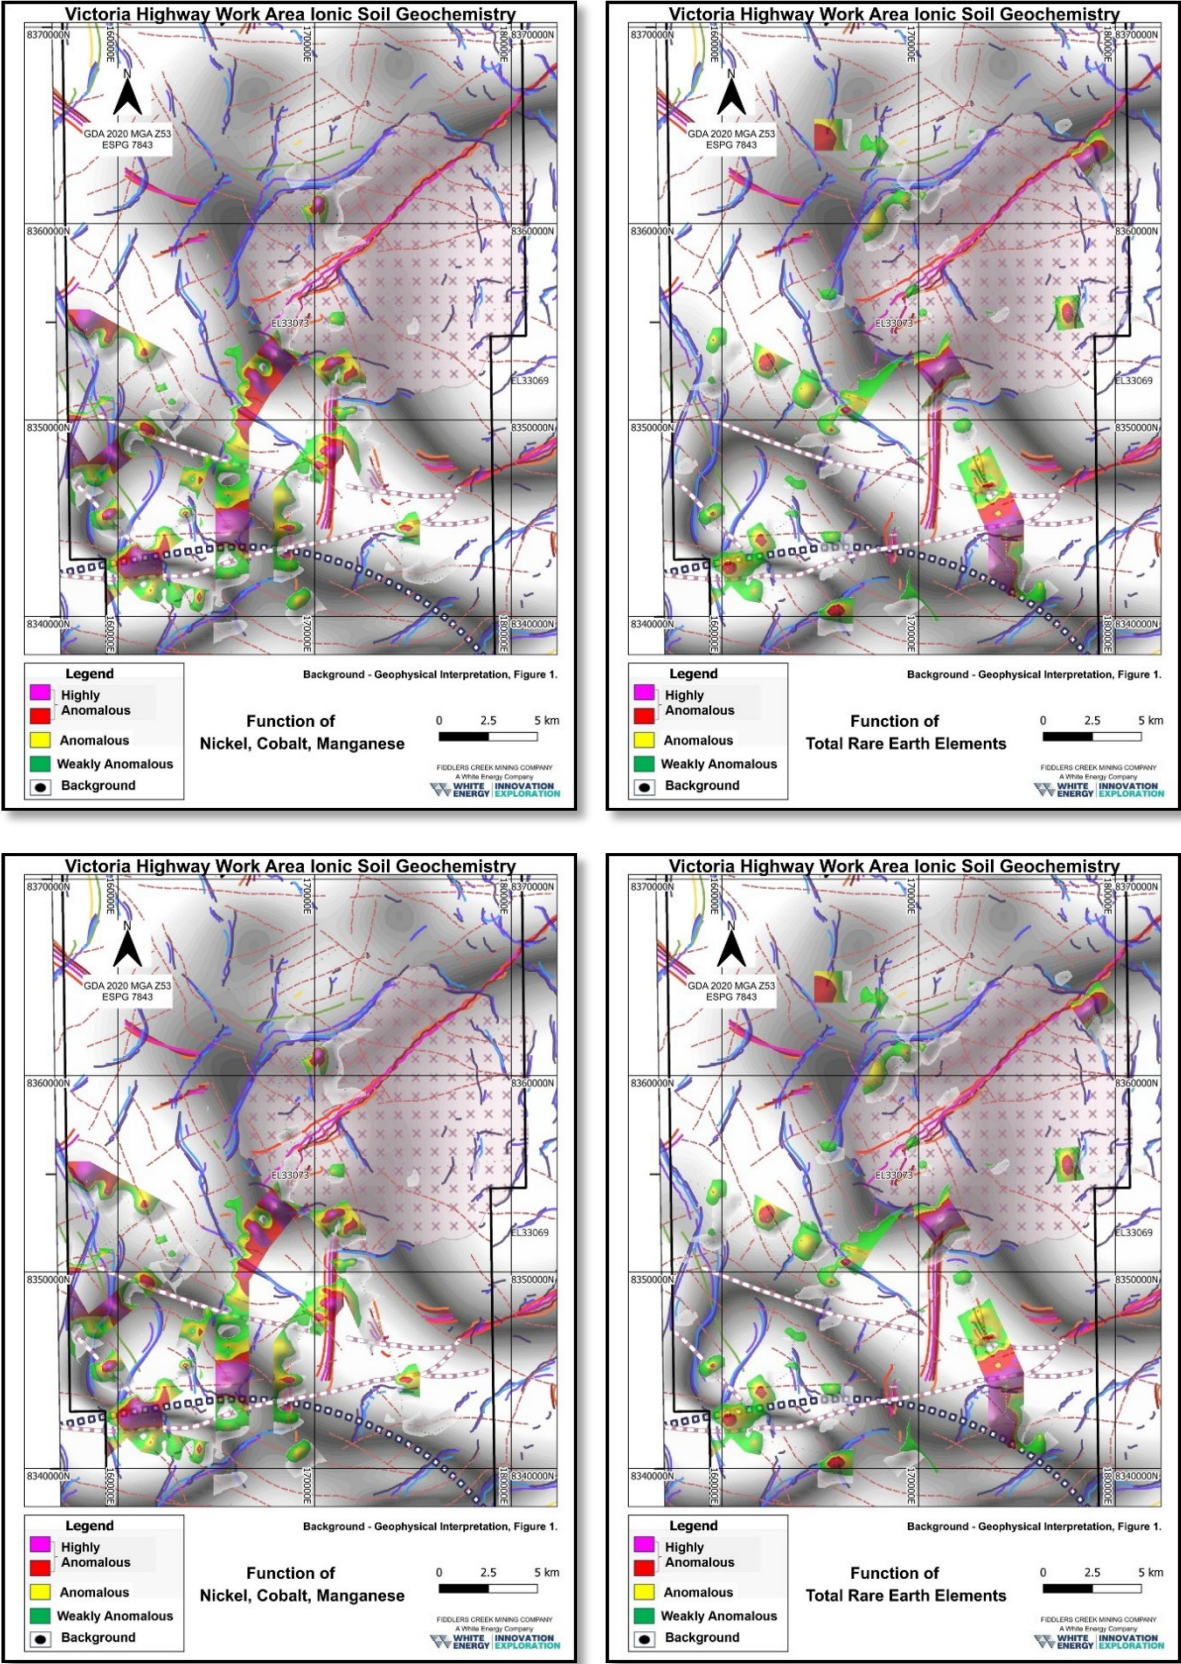 Victoria Highway Work Area Ionic Soil Geochemistry
8370000N
160000E
170000E
180000E
8370000N
N
GDA 2020 MGA Z53
ESPG 7843
8360000N
8360000N
EL33073
EL33069
8350000N
8350000N
8340000N
160000E
170000E
180000E
8340000N
Legend
Highly
Anomalous
Anomalous
Weakly Anomalous
Background
Background - Geophysical Interpretation, Figure 1.
Function of
Nickel, Cobalt, Manganese
0 2.5 5 km
FIDDLERS CREEK MINING COMPANY
A White Energy Company
WHITE ENERGY
INNOVATION EXPLORATION
Victoria Highway Work Area Ionic Soil Geochemistry
8370000N
160000E
170000E
180000E
8370000N
N
GDA 2020 MGA Z53
ESPG 7843
8360000N
8360000N
EL33073
EL33069
8350000N
8350000N
8340000N
160000E
170000E
180000E
8340000N
Legend
Highly
Anomalous
Anomalous
Weakly Anomalous
Background
Background - Geophysical Interpretation, Figure 1.
Function of
Total Rare Earth Elements
0 2.5 5 km
FIDDLERS CREEK MINING COMPANY
A White Energy Company
WHITE ENERGY
INNOVATION EXPLORATION
Victoria Highway Work Area Ionic Soil Geochemistry
8370000N
160000E
170000E
180000E
8370000N
N
GDA 2020 MGA Z53
ESPG 7843
8360000N
8360000N
EL33073
EL33069
8350000N
8350000N
8340000N
160000E
170000E
180000E
8340000N
Legend
Highly
Anomalous
Anomalous
Weakly Anomalous
Background
Background - Geophysical Interpretation, Figure 1.
Function of
Nickel, Cobalt, Manganese
0 2.5 5 km
FIDDLERS CREEK MINING COMPANY
A White Energy Company
WHITE ENERGY
INNOVATION EXPLORATION
Victoria Highway Work Area Ionic Soil Geochemistry
8370000N
160000E
170000E
180000E
8370000N
N
GDA 2020 MGA Z53
ESPG 7843
8360000N
8360000N
EL33073
EL33069
8350000N
8350000N
8340000N
160000E
170000E
180000E
8340000N
Legend
Highly
Anomalous
Anomalous
Weakly Anomalous
Background
Background - Geophysical Interpretation, Figure 1.
Function of
Total Rare Earth Elements
0 2.5 5 km
FIDDLERS CREEK MINING COMPANY
A White Energy Company
WHITE ENERGY
INNOVATION EXPLORATION